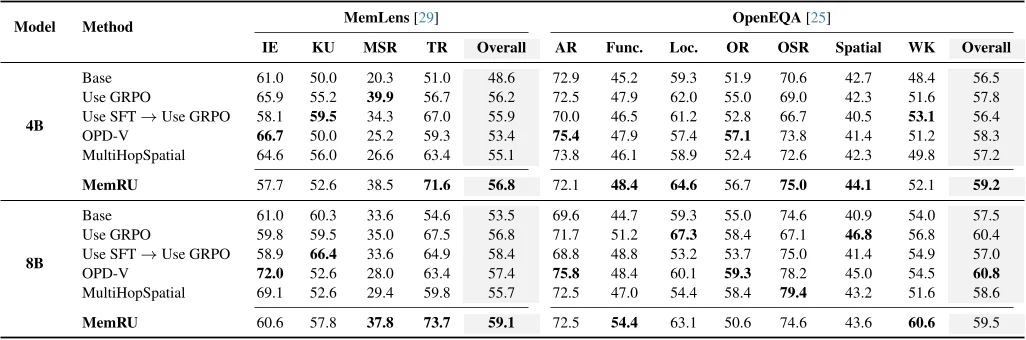 Model Method MemLens [29] OpenEQA [25]
IE KU MSR TR Overall AR Func. Loc. OR OSR Spatial WK Overall
4B
Base 61.0 50.0 20.3 51.0 48.6 72.9 45.2 59.3 51.9 70.6 42.7 48.4 56.5
Use GRPO 65.9 55.2 39.9 56.7 56.2 72.5 47.9 62.0 55.0 69.0 42.3 51.6 57.8
Use SFT → Use GRPO 58.1 59.5 34.3 67.0 55.9 70.0 46.5 61.2 52.8 66.7 40.5 53.1 56.4
OPD-V 66.7 50.0 25.2 59.3 53.4 75.4 47.9 57.4 57.1 73.8 41.4 51.2 58.3
MultiHopSpatial 64.6 56.0 26.6 63.4 55.1 73.8 46.1 58.9 52.4 72.6 42.3 49.8 57.2
MemRU 57.7 52.6 38.5 71.6 56.8 72.1 48.4 64.6 56.7 75.0 44.1 52.1 59.2
8B
Base 61.0 60.3 33.6 54.6 53.5 69.6 44.7 59.3 55.0 74.6 40.9 54.0 57.5
Use GRPO 59.8 59.5 35.0 67.5 56.8 71.7 51.2 67.3 58.4 67.1 46.8 56.8 60.4
Use SFT → Use GRPO 58.9 66.4 33.6 64.9 58.4 68.8 48.8 53.2 53.7 75.0 41.4 54.9 57.0
OPD-V 72.0 52.6 28.0 63.4 57.4 75.8 48.4 60.1 59.3 78.2 45.0 54.5 60.8
MultiHopSpatial 69.1 52.6 29.4 59.8 55.7 72.5 47.0 54.4 58.4 79.4 43.2 51.6 58.6
MemRU 60.6 57.8 37.8 73.7 59.1 72.5 54.4 63.1 50.6 74.6 43.6 60.6 59.5